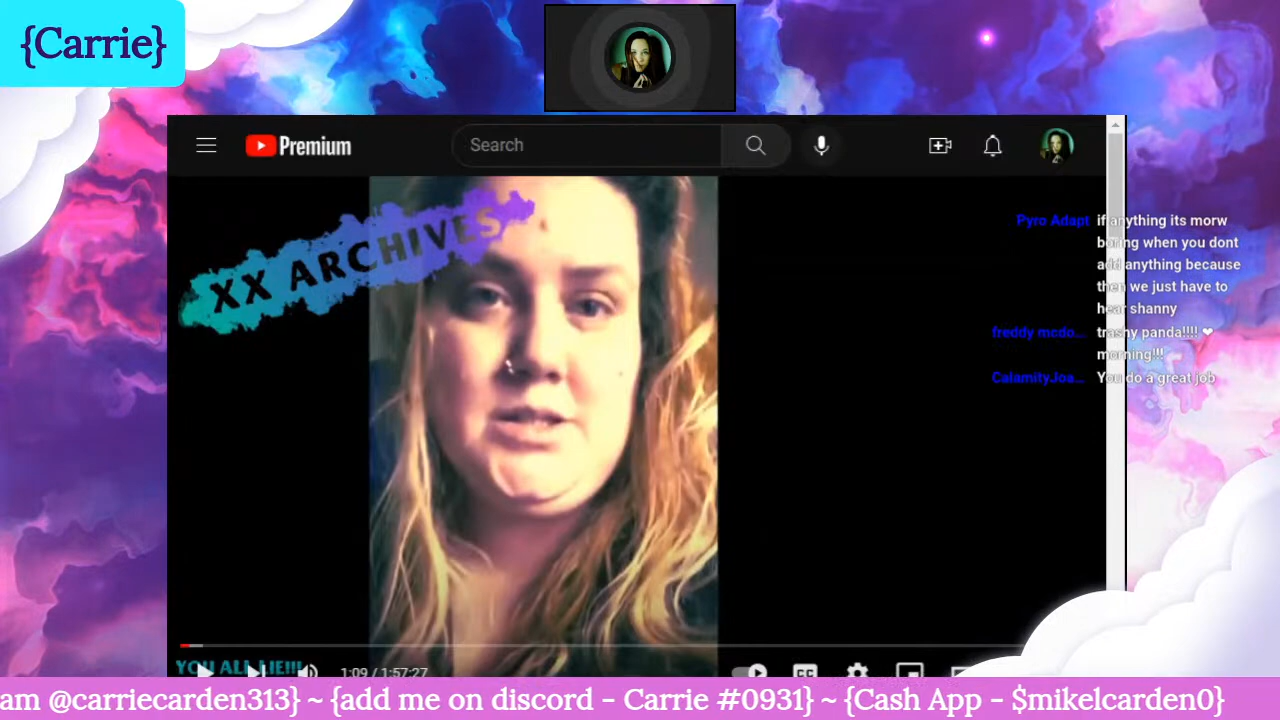 {Carrie}
Premium
Search
XX ARCHIVES
Pyro Adapt if anything its morw
boring when you dont
add anything because
then we just have to
hear shanny
freddy mcdo... trashy panda!!!! ❤
morning!!!
CalamityJoa... You do a great job
YOU ALL LIE!!!
1:09 / 1:57:27
CC
am @carriecarden313} ~ {add me on discord - Carrie #0931} ~ {Cash App - $mikelcarden0}